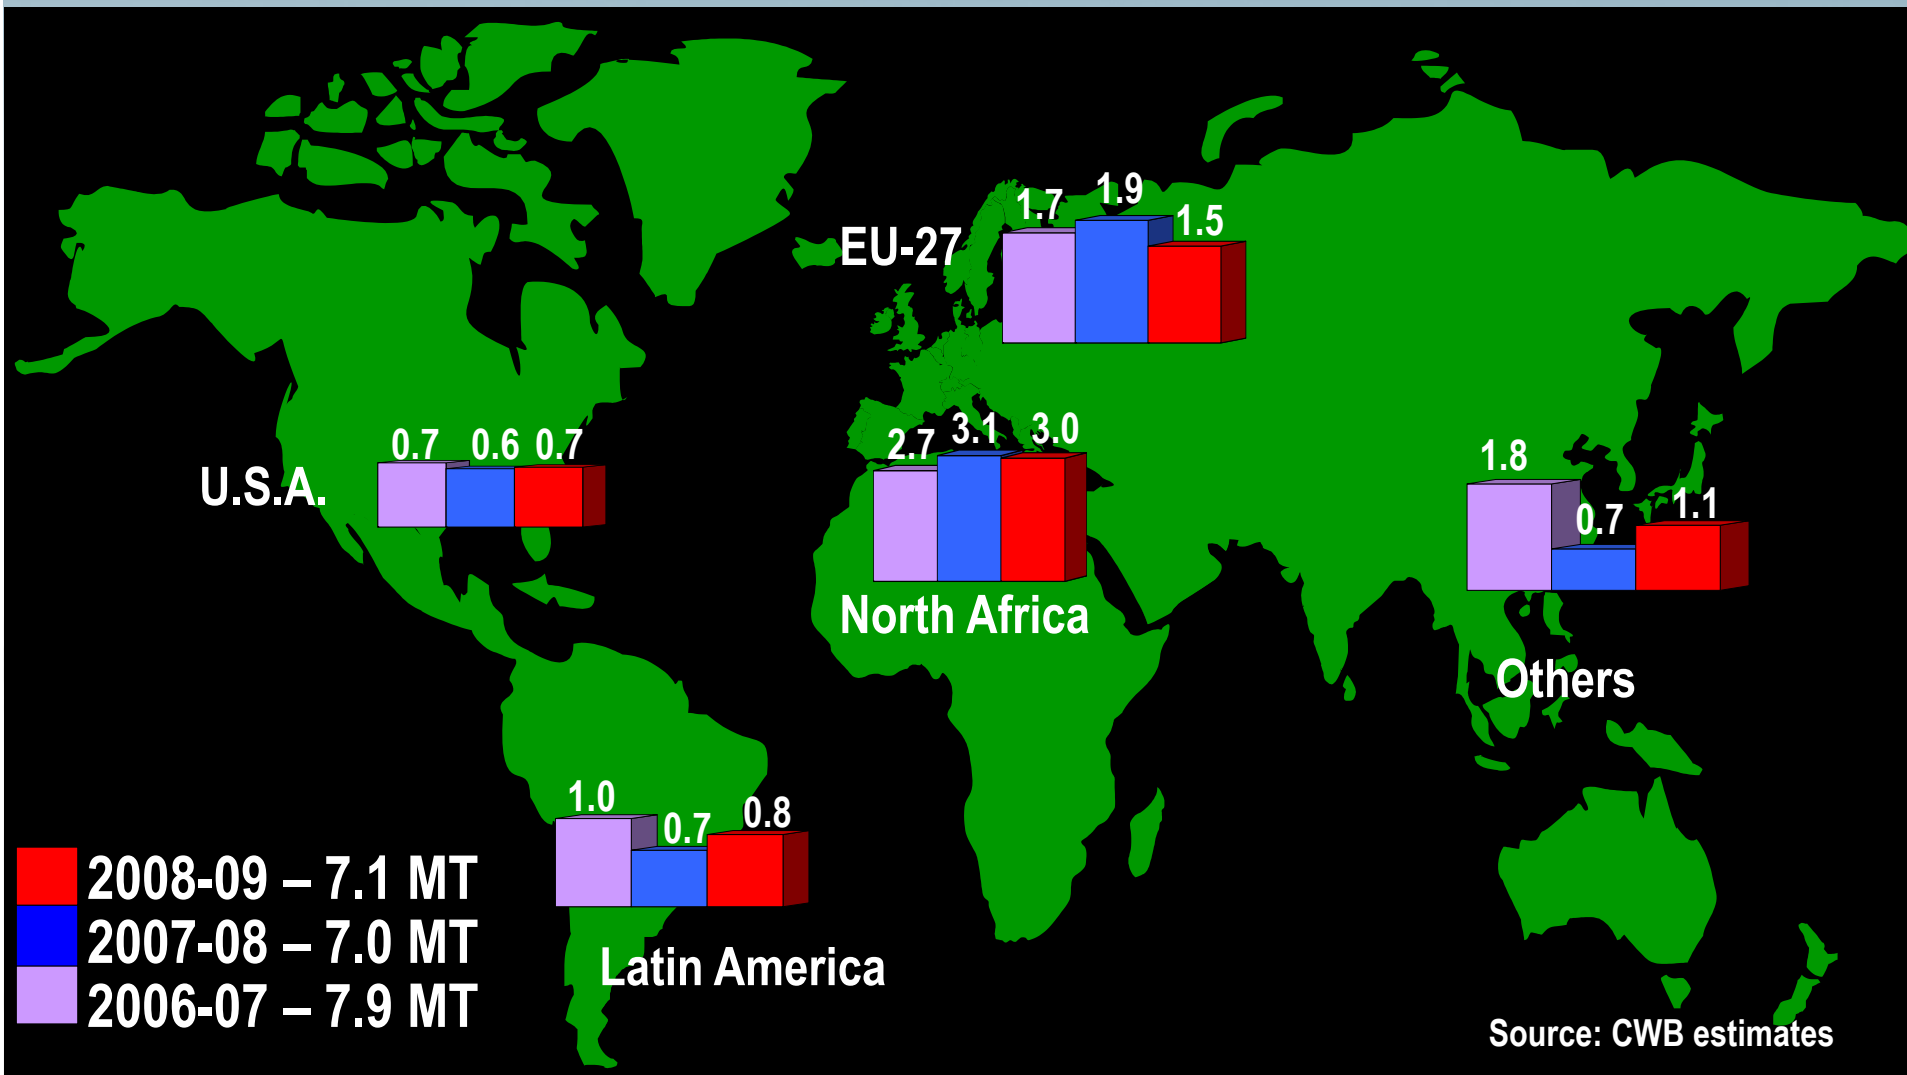 1.7 1.9 1.5
EU-27
0.7 0.6 0.7
U.S.A.
2.7 3.1 3.0
North Africa
1.8 0.7 1.1
Others
1.0 0.7 0.8
Latin America
2008-09 – 7.1 MT
2007-08 – 7.0 MT
2006-07 – 7.9 MT
Source: CWB estimates